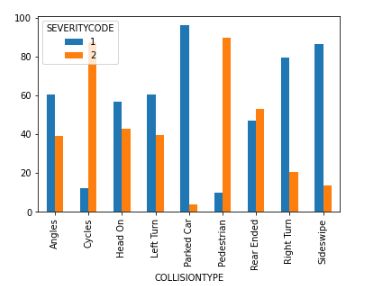 SEVERITYCODE
1
2
100
80
60
40
20
0
Angles
Cycles
Head On
Left Turn
Parked Car
Pedestrian
Rear Ended
Right Turn
Sideswipe
COLLISIONTYPE